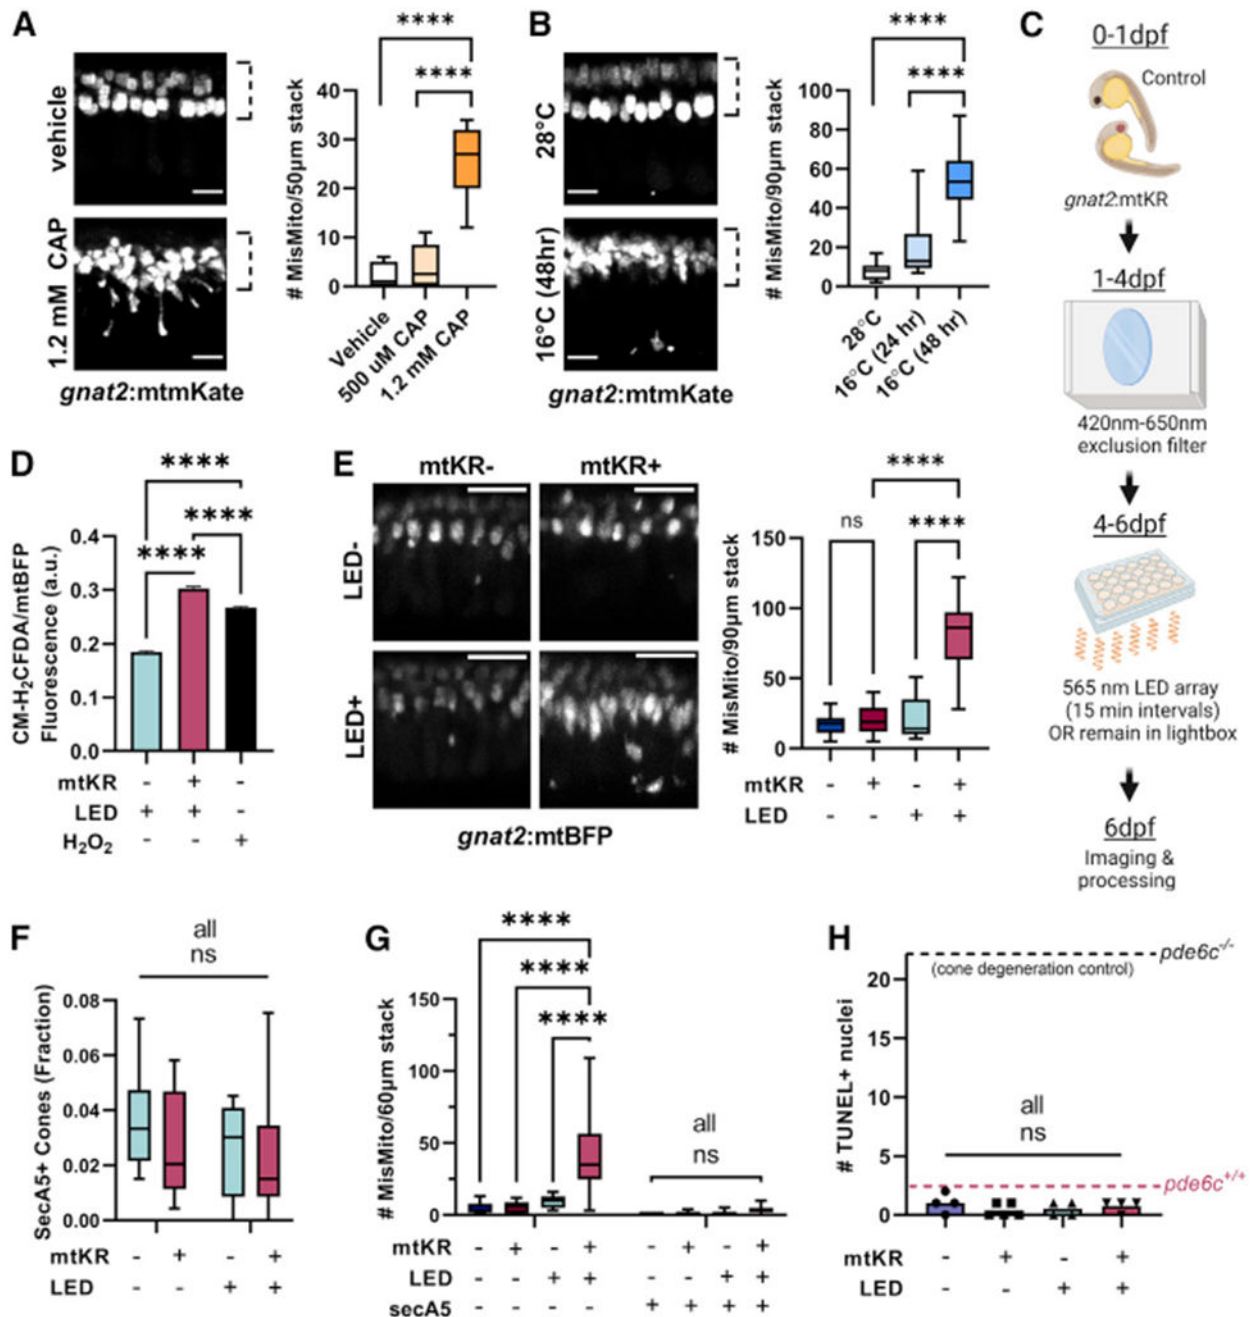 A
vehicle
1.2 mM CAP
gnat2:mtmKate
# MisMito/50µm stack
40
30
20
10
0
****
****
Vehicle
500 uM CAP
1.2 mM CAP
B
28°C
16°C (48hr)
gnat2:mtmKate
# MisMito/90µm stack
100
80
60
40
20
0
****
****
28°C
16°C (24 hr)
16°C (48 hr)
C
0-1dpf
Control
gnat2:mtKR
1-4dpf
420nm-650nm
exclusion filter
4-6dpf
565 nm LED array
(15 min intervals)
OR remain in lightbox
6dpf
Imaging &
processing
D
CM-H₂CFDA/mtBFP
Fluorescence (a.u.)
0.4
0.3
0.2
0.1
0.0
****
****
****
mtKR - + -
LED + + -
H₂O₂ - - +
E
mtKR- mtKR+
LED-
LED+
gnat2:mtBFP
# MisMito/90µm stack
150
100
50
0
****
ns ****
mtKR - + - +
LED - - + +
F
all
ns
SecA5+ Cones (Fraction)
0.08
0.06
0.04
0.02
0.00
mtKR - + - +
LED - - + +
G
****
****
****
# MisMito/60µm stack
150
100
50
0
all
ns
mtKR - + - + - + - +
LED - - + + - - + +
secA5 - - - - + + + +
H
pde6c-/-
(cone degeneration control)
# TUNEL+ nuclei
20
15
10
5
0
all
ns
pde6c+/+
mtKR - + - +
LED - - + +